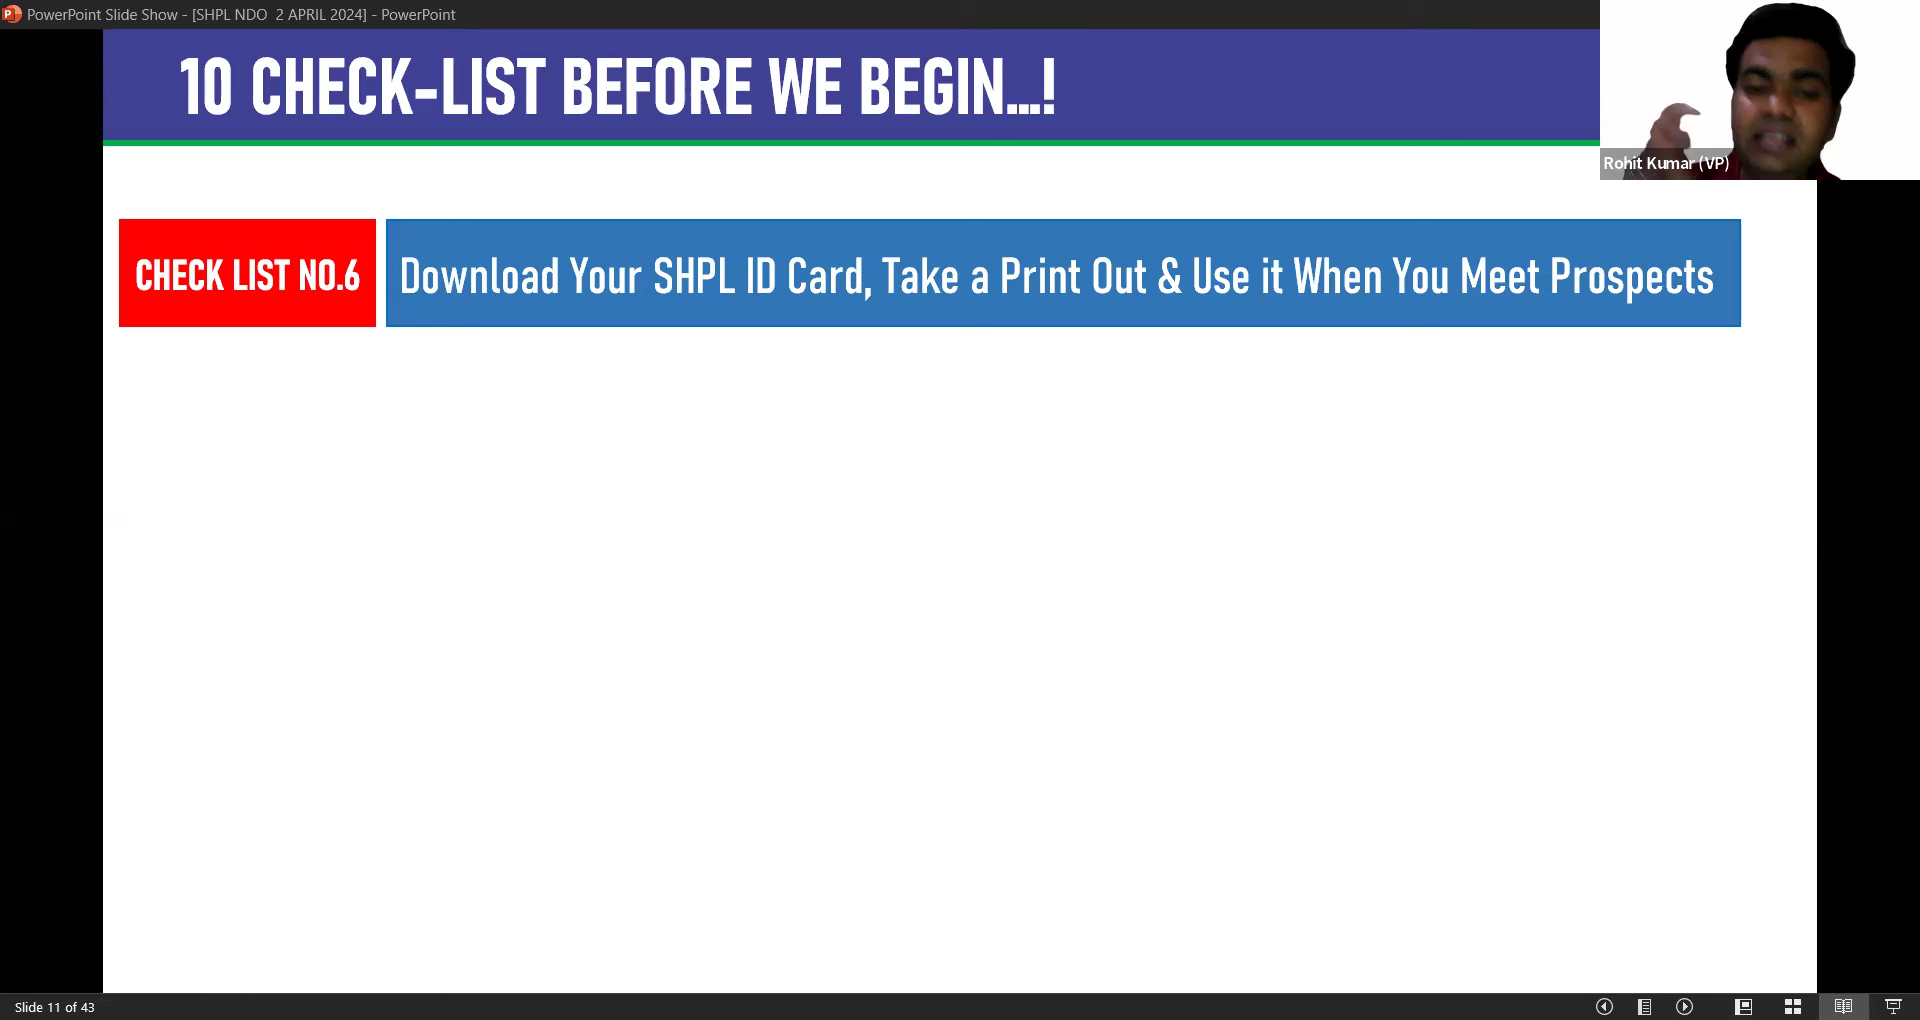 PowerPoint Slide Show - [SHPL NDO  2 APRIL 2024] - PowerPoint
10 CHECK-LIST BEFORE WE BEGIN...!
Rohit Kumar (VP)
CHECK LIST NO.6
Download Your SHPL ID Card, Take a Print Out & Use it When You Meet Prospects
Slide 11 of 43